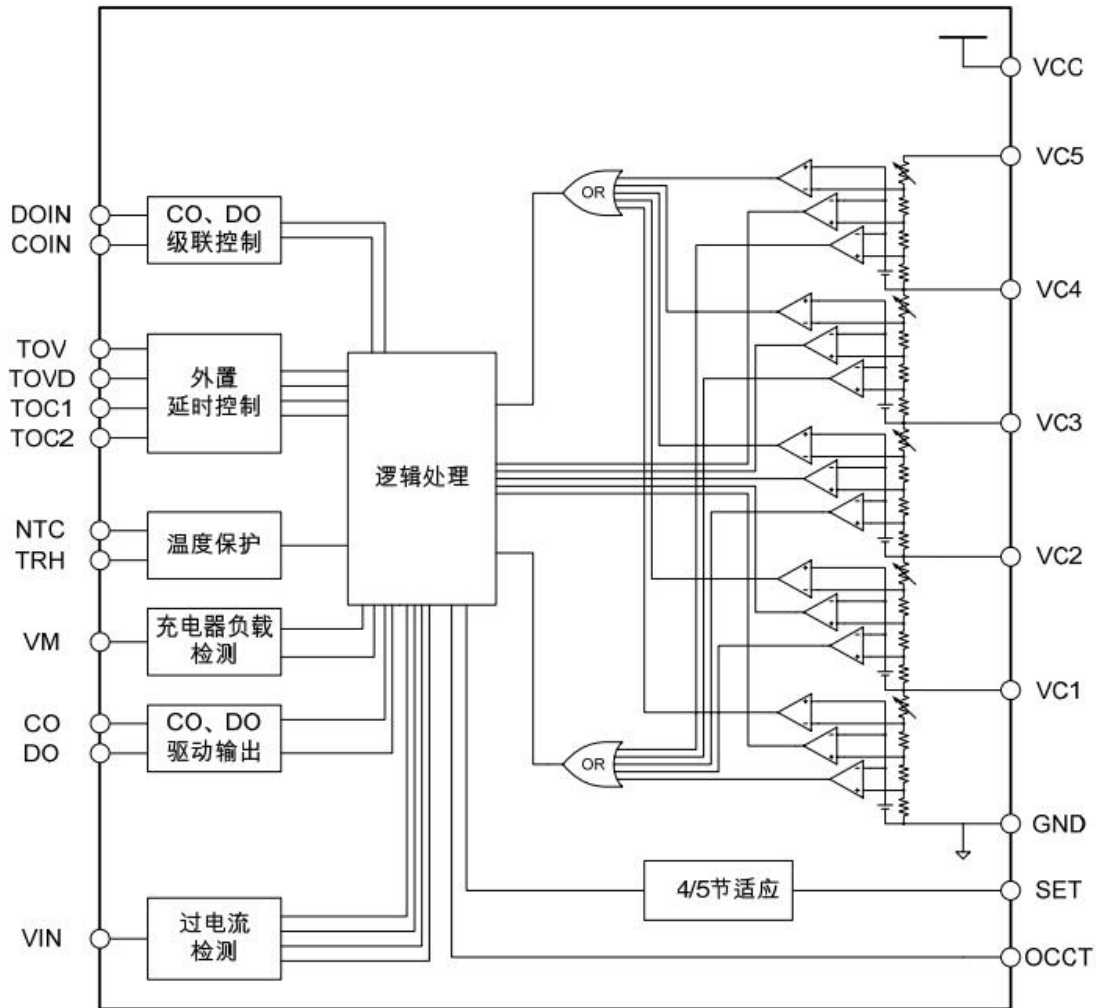 VCC
VC5
OR
DOIN
COIN
CO、DO
级联控制
VC4
TOV
TOVD
TOC1
TOC2
外置
延时控制
VC3
逻辑处理
NTC
TRH
温度保护
VC2
VM
充电器负载
检测
VC1
CO
DO
CO、DO
驱动输出
OR
GND
4/5节适应
SET
VIN
过电流
检测
OCCT